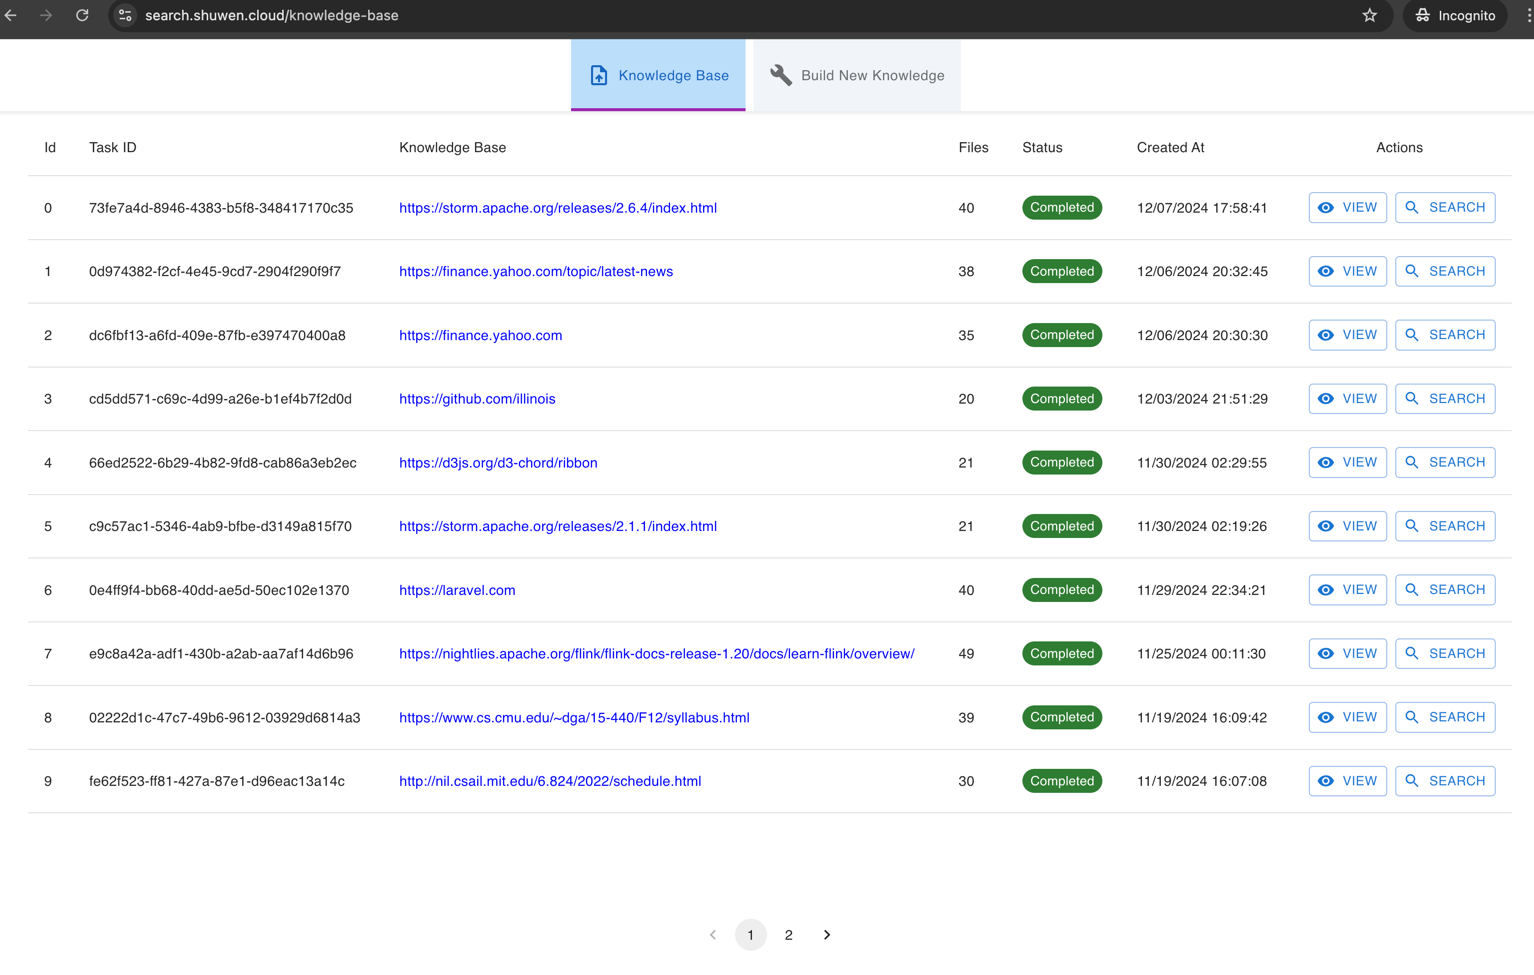 search.shuwen.cloud/knowledge-base Incognito
Knowledge Base Build New Knowledge
Id Task ID Knowledge Base Files Status Created At Actions
0 73fe7a4d-8946-4383-b5f8-348417170c35 https://storm.apache.org/releases/2.6.4/index.html 40 Completed 12/07/2024 17:58:41 VIEW SEARCH
1 0d974382-f2cf-4e45-9cd7-2904f290f9f7 https://finance.yahoo.com/topic/latest-news 38 Completed 12/06/2024 20:32:45 VIEW SEARCH
2 dc6fbf13-a6fd-409e-87fb-e397470400a8 https://finance.yahoo.com 35 Completed 12/06/2024 20:30:30 VIEW SEARCH
3 cd5dd571-c69c-4d99-a26e-b1ef4b7f2d0d https://github.com/illinois 20 Completed 12/03/2024 21:51:29 VIEW SEARCH
4 66ed2522-6b29-4b82-9fd8-cab86a3eb2ec https://d3js.org/d3-chord/ribbon 21 Completed 11/30/2024 02:29:55 VIEW SEARCH
5 c9c57ac1-5346-4ab9-bfbe-d3149a815f70 https://storm.apache.org/releases/2.1.1/index.html 21 Completed 11/30/2024 02:19:26 VIEW SEARCH
6 0e4ff9f4-bb68-40dd-ae5d-50ec102e1370 https://laravel.com 40 Completed 11/29/2024 22:34:21 VIEW SEARCH
7 e9c8a42a-adf1-430b-a2ab-aa7af14d6b96 https://nightlies.apache.org/flink/flink-docs-release-1.20/docs/learn-flink/overview/ 49 Completed 11/25/2024 00:11:30 VIEW SEARCH
8 02222d1c-47c7-49b6-9612-03929d6814a3 https://www.cs.cmu.edu/~dga/15-440/F12/syllabus.html 39 Completed 11/19/2024 16:09:42 VIEW SEARCH
9 fe62f523-ff81-427a-87e1-d96eac13a14c http://nil.csail.mit.edu/6.824/2022/schedule.html 30 Completed 11/19/2024 16:07:08 VIEW SEARCH
1 2